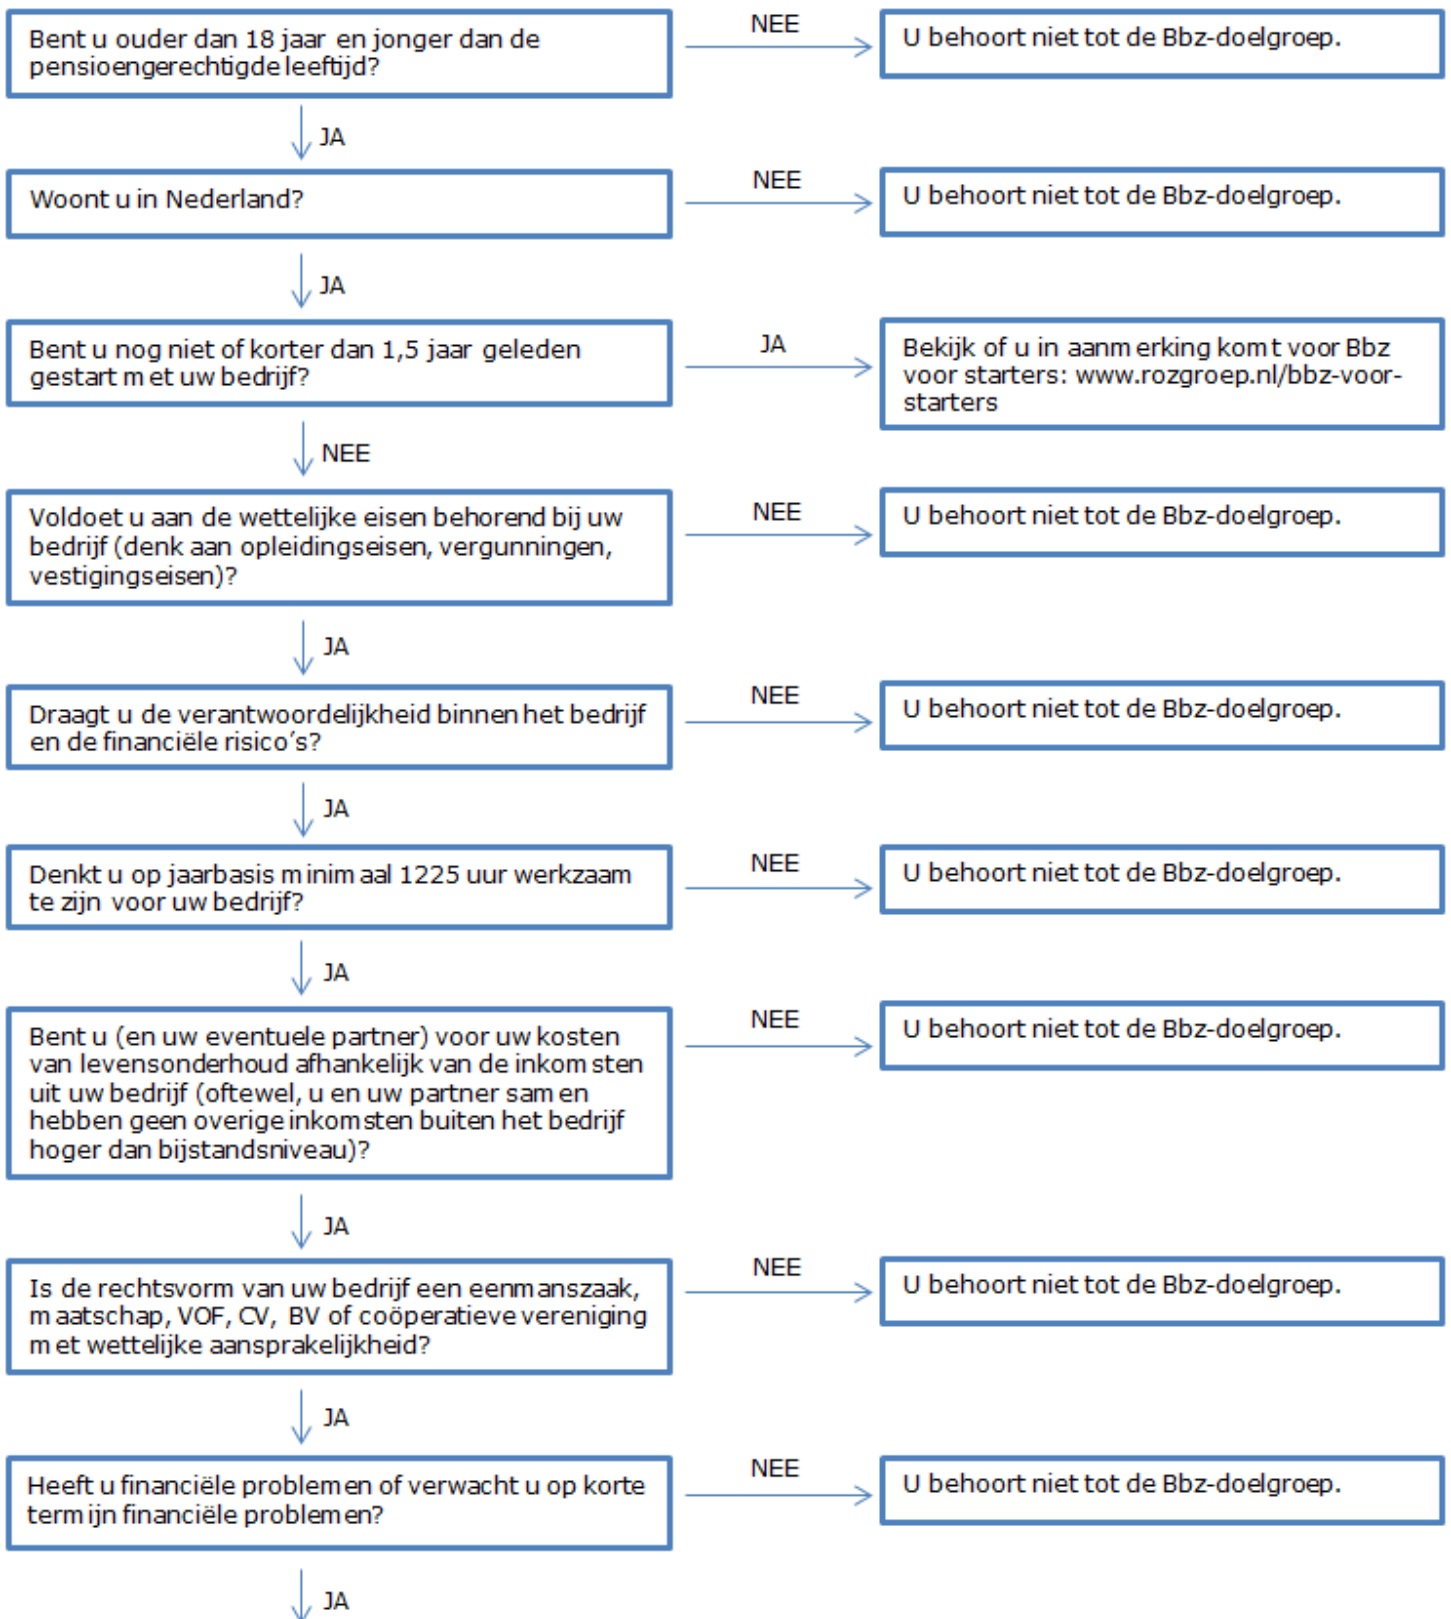 Bent u ouder dan 18 jaar en jonger dan de
pensioengerechtigde leeftijd?
NEE
U behoort niet tot de Bbz-doelgroep.
JA
Woont u in Nederland?
NEE
U behoort niet tot de Bbz-doelgroep.
JA
Bent u nog niet of korter dan 1,5 jaar geleden
gestart met uw bedrijf?
JA
Bekijk of u in aanmerking komt voor Bbz
voor starters: www.rozgroep.nl/bbz-voor-
starters
NEE
Voldoet u aan de wettelijke eisen behorend bij uw
bedrijf (denk aan opleidingseisen, vergunningen,
vestigingseisen)?
NEE
U behoort niet tot de Bbz-doelgroep.
JA
Draagt u de verantwoordelijkheid binnen het bedrijf
en de financiële risico's?
NEE
U behoort niet tot de Bbz-doelgroep.
JA
Denkt u op jaarbasis minimaal 1225 uur werkzaam
te zijn voor uw bedrijf?
NEE
U behoort niet tot de Bbz-doelgroep.
JA
Bent u (en uw eventuele partner) voor uw kosten
van levensonderhoud afhankelijk van de inkomsten
uit uw bedrijf (oftewel, u en uw partner samen
hebben geen overige inkomsten buiten het bedrijf
hoger dan bijstandsniveau)?
NEE
U behoort niet tot de Bbz-doelgroep.
JA
Is de rechtsvorm van uw bedrijf een eenmanszaak,
maatschap, VOF, CV, BV of coöperatieve vereniging
met wettelijke aansprakelijkheid?
NEE
U behoort niet tot de Bbz-doelgroep.
JA
Heeft u financiële problemen of verwacht u op korte
termijn financiële problemen?
NEE
U behoort niet tot de Bbz-doelgroep.
JA